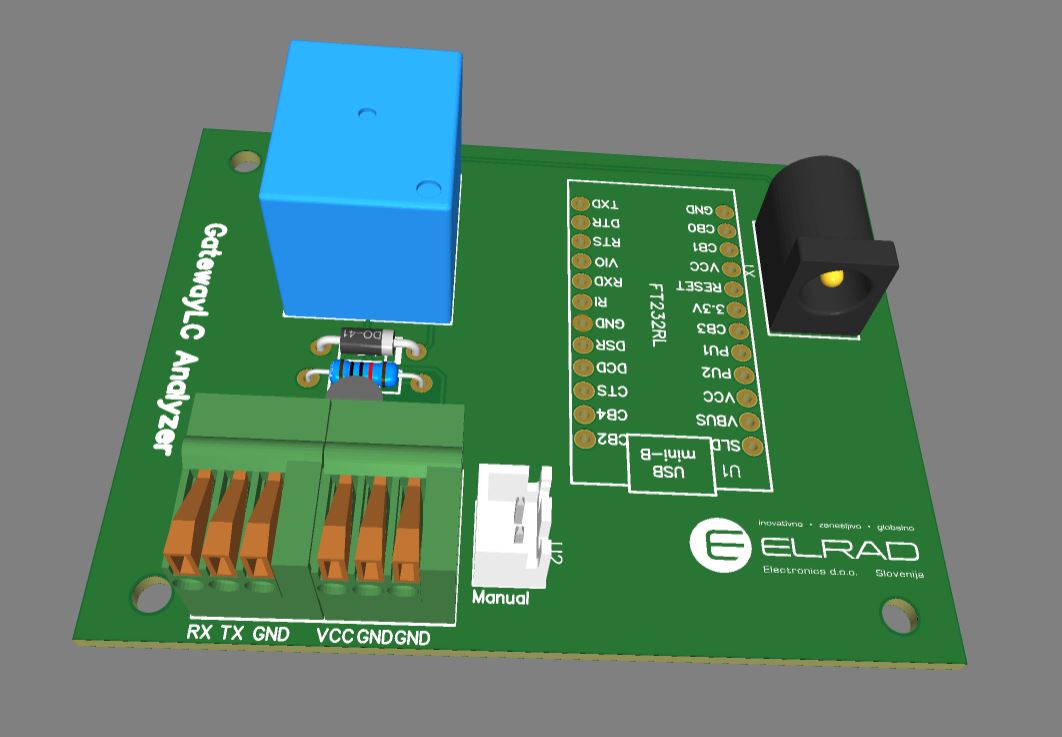 GatewayLC Analyzer
DO-41
TXD
DTR
RTS
VIO
RXD
RI
GND
DSR
DCD
CTS
CB4
CB2
FT232RL
GND
CB0
CB1
VCC
RESET
3.3V
CB3
PU1
PU2
VCC
VBUS
SLD
USB
mini-B
U1
inovativno • zanesljivo • globalno
ELRAD
Electronics d.o.o. Slovenija
U2
Manual
RX TX GND VCC GND GND